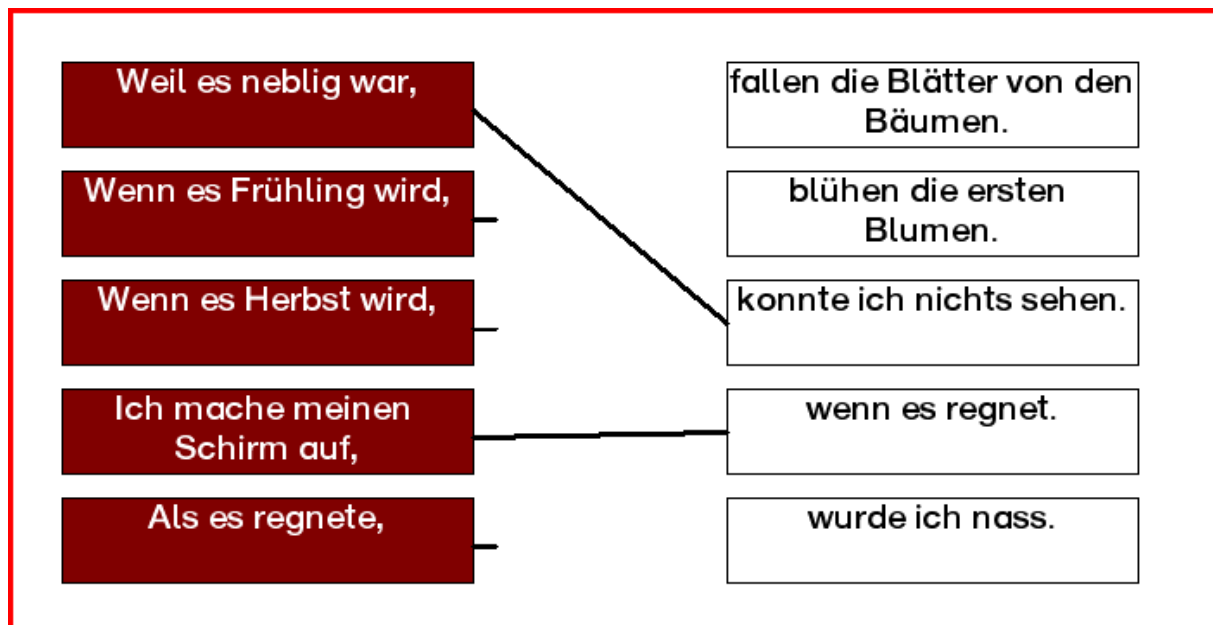 Weil es neblig war,
fallen die Blätter von den
Bäumen.
Wenn es Frühling wird,
blühen die ersten
Blumen.
Wenn es Herbst wird,
konnte ich nichts sehen.
Ich mache meinen
Schirm auf,
wenn es regnet.
Als es regnete,
wurde ich nass.